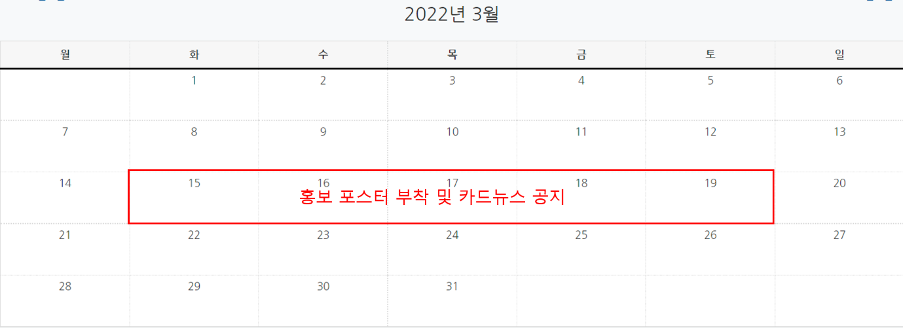 2022년 3월
월 화 수 목 금 토 일
1 2 3 4 5 6
7 8 9 10 11 12 13
14 15 16 17 18 19 20
홍보 포스터 부착 및 카드뉴스 공지
21 22 23 24 25 26 27
28 29 30 31